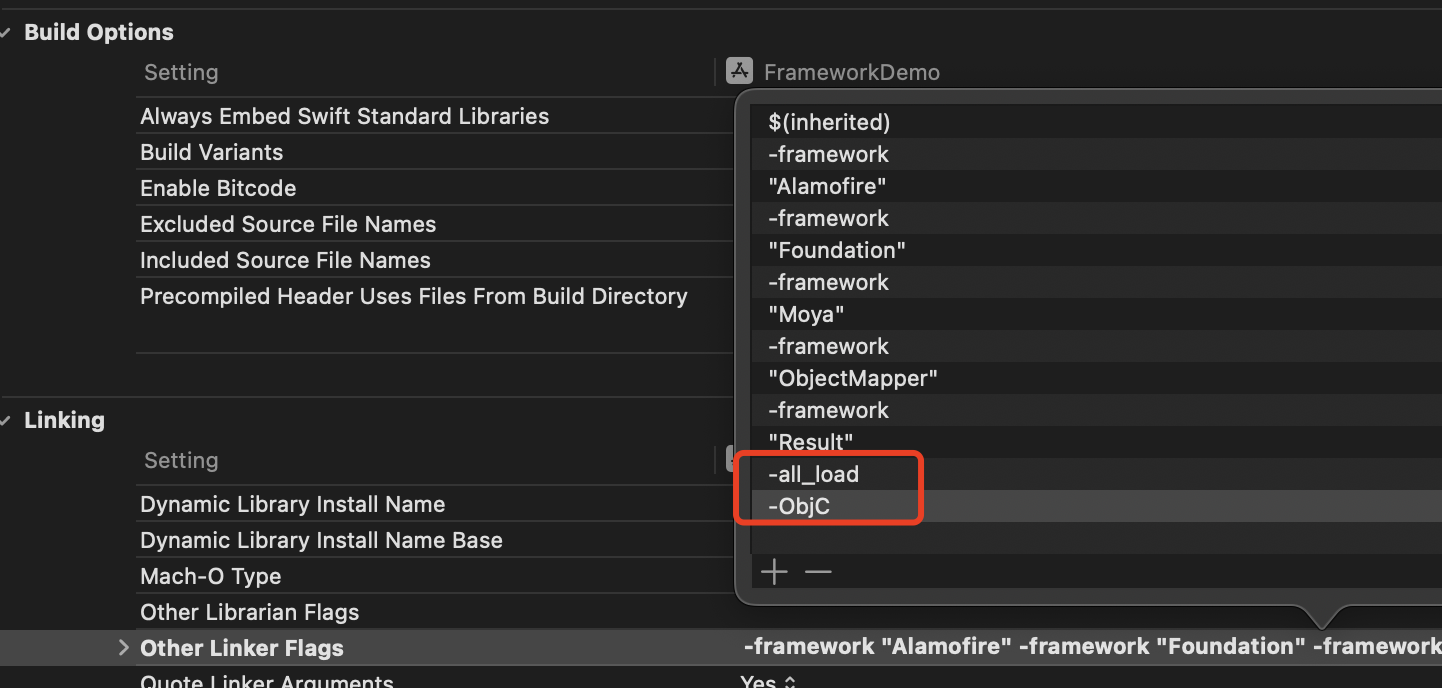 Build Options
Setting
FrameworkDemo
Always Embed Swift Standard Libraries
Build Variants
Enable Bitcode
Excluded Source File Names
Included Source File Names
Precompiled Header Uses Files From Build Directory
$(inherited)
-framework
"Alamofire"
-framework
"Foundation"
-framework
"Moya"
-framework
"ObjectMapper"
-framework
"Result"
-all_load
-ObjC
Linking
Setting
Dynamic Library Install Name
Dynamic Library Install Name Base
Mach-O Type
Other Librarian Flags
Other Linker Flags
-framework "Alamofire" -framework "Foundation" -framework
Quote Linker Arguments
Yes